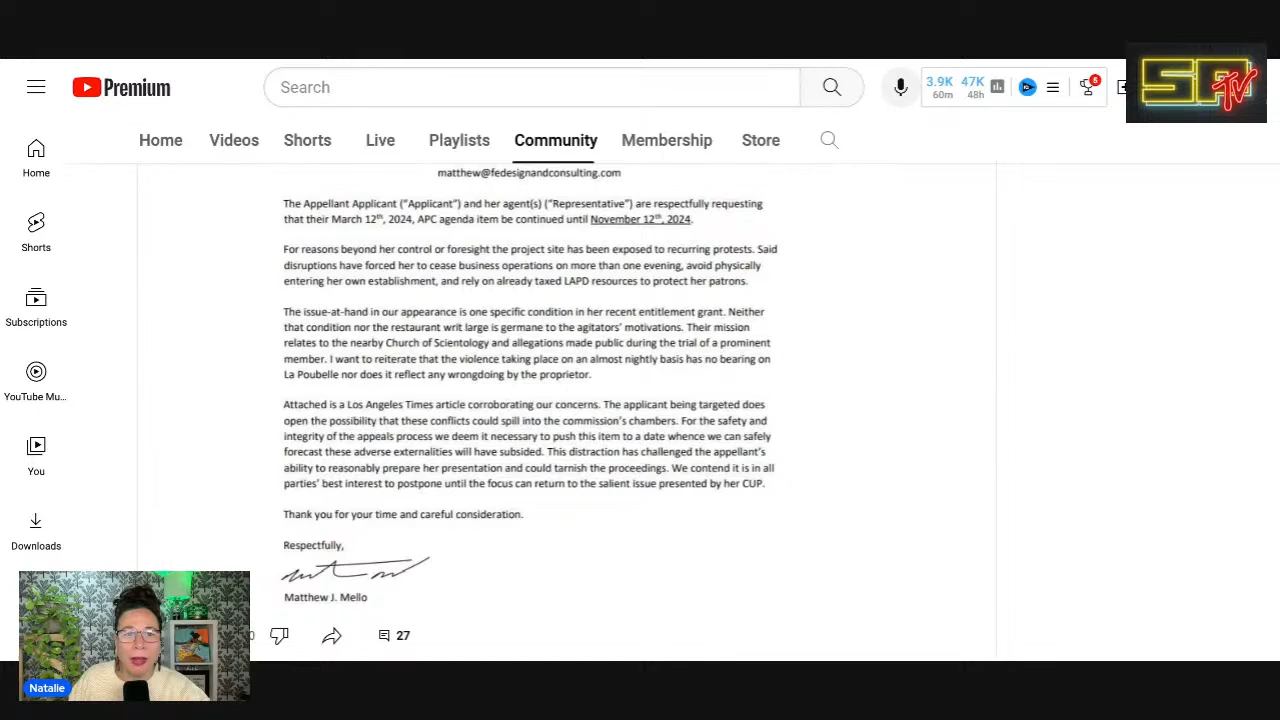 Premium
Search
3.9K 47K
60m 48h
6
SPTV
Home Videos Shorts Live Playlists Community Membership Store
Home
Shorts
Subscriptions
YouTube Mu...
You
Downloads
matthew@fedesignandconsulting.com
The Appellant Applicant (“Applicant”) and her agent(s) (“Representative”) are respectfully requesting
that their March 12th, 2024, APC agenda item be continued until November 12th, 2024.
For reasons beyond her control or foresight the project site has been exposed to recurring protests. Said
disruptions have forced her to cease business operations on more than one evening, avoid physically
entering her own establishment, and rely on already taxed LAPD resources to protect her patrons.
The issue-at-hand in our appearance is one specific condition in her recent entitlement grant. Neither
that condition nor the restaurant writ large is germane to the agitators’ motivations. Their mission
relates to the nearby Church of Scientology and allegations made public during the trial of a prominent
member. I want to reiterate that the violence taking place on an almost nightly basis has no bearing on
La Poubelle nor does it reflect any wrongdoing by the proprietor.
Attached is a Los Angeles Times article corroborating our concerns. The applicant being targeted does
open the possibility that these conflicts could spill into the commission’s chambers. For the safety and
integrity of the appeals process we deem it necessary to push this item to a date whence we can safely
forecast these adverse externalities will have subsided. This distraction has challenged the appellant’s
ability to reasonably prepare her presentation and could tarnish the proceedings. We contend it is in all
parties’ best interest to postpone until the focus can return to the salient issue presented by her CUP.
Thank you for your time and careful consideration.
Respectfully,
Matthew J. Mello
0 27
Natalie